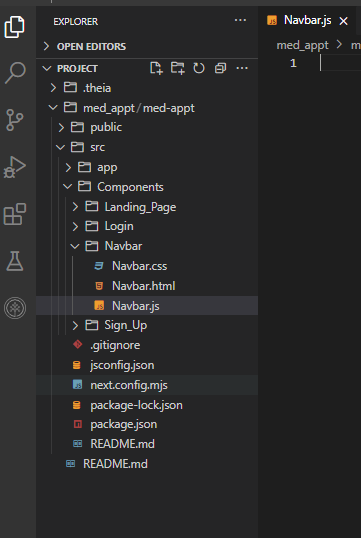 EXPLORER
...
OPEN EDITORS
PROJECT
.theia
med_appt / med-appt
public
src
app
Components
Landing_Page
Login
Navbar
Navbar.css
Navbar.html
Navbar.js
Sign_Up
.gitignore
jsconfig.json
next.config.mjs
package-lock.json
package.json
README.md
README.md
Navbar.js
med_appt
1